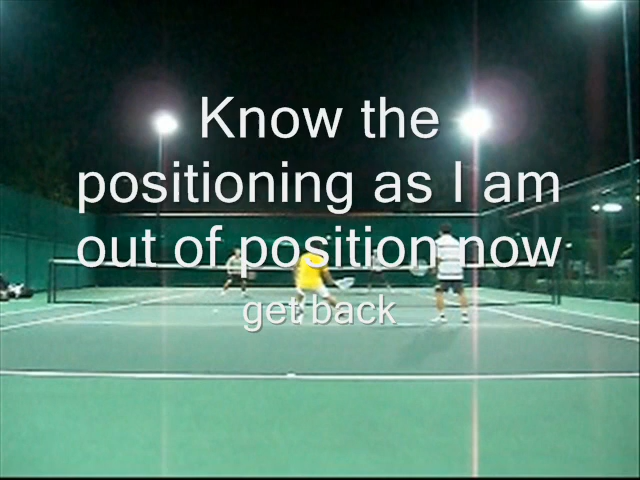 Know the
positioning as I am
out of position now
get back